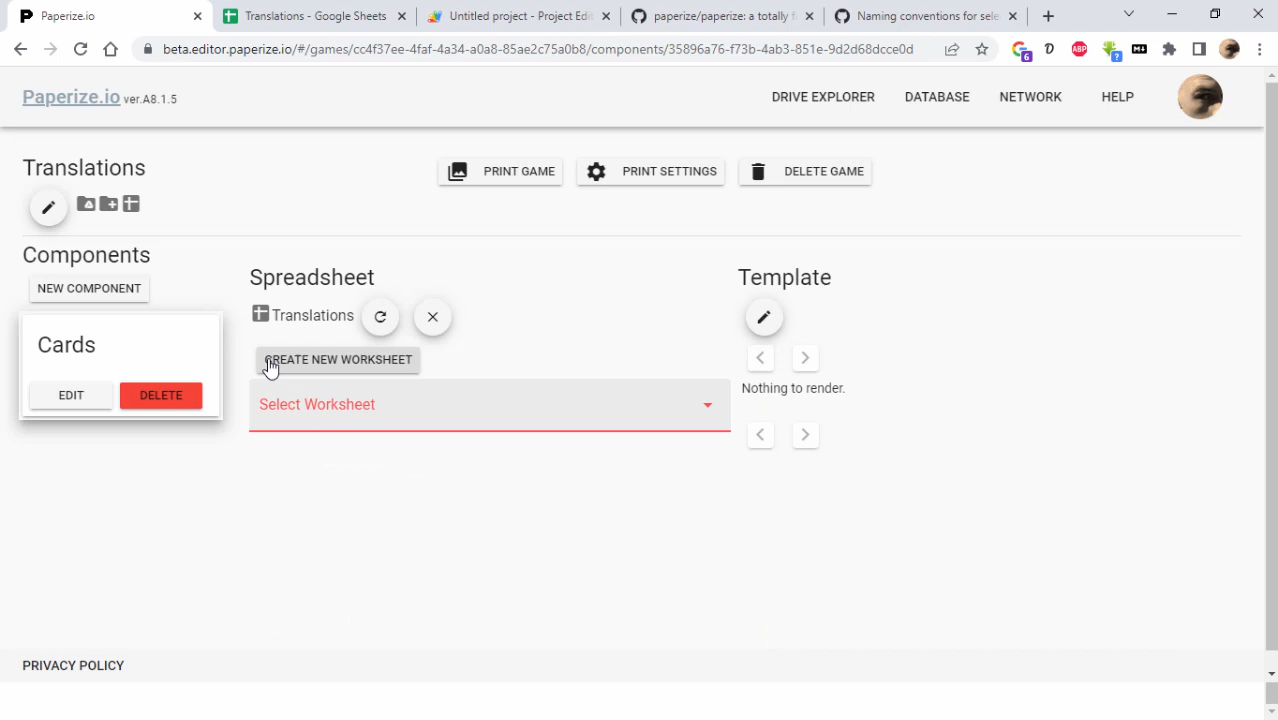 Paperize.io
Translations - Google Sheets
Untitled project - Project Edit
paperize/paperize: a totally f
Naming conventions for sele
beta.editor.paperize.io/#/games/cc4f37ee-4faf-4a34-a0a8-85ae2c75a0b8/components/35896a76-f73b-4ab3-851e-9d2d68dcce0d
6
ABP
?
Paperize.io ver.A8.1.5
DRIVE EXPLORER
DATABASE
NETWORK
HELP
Translations
PRINT GAME
PRINT SETTINGS
DELETE GAME
Components
NEW COMPONENT
Cards
EDIT
DELETE
Spreadsheet
Translations
CREATE NEW WORKSHEET
Select Worksheet
Template
Nothing to render.
PRIVACY POLICY